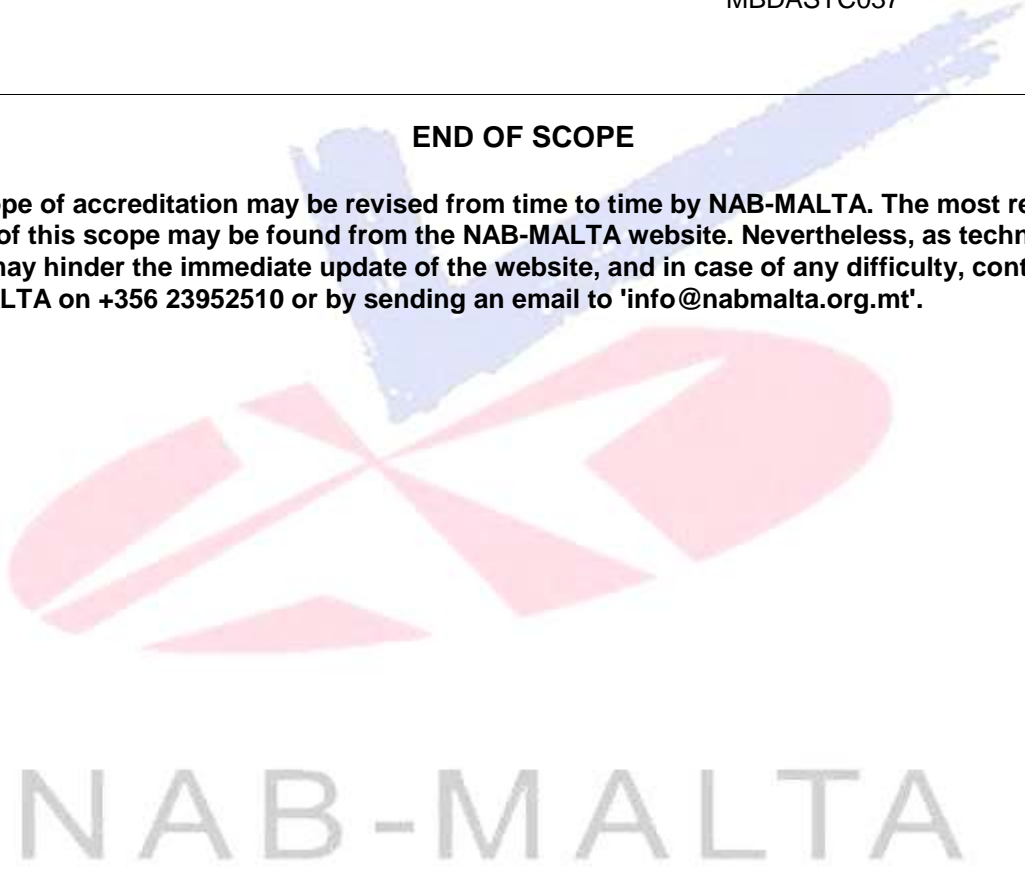 MBDASTC037
END OF SCOPE
pe of accreditation may be revised from time to time by NAB-MALTA. The most re
of this scope may be found from the NAB-MALTA website. Nevertheless, as techn
may hinder the immediate update of the website, and in case of any difficulty, cont
LTA on +356 23952510 or by sending an email to 'info@nabmalta.org.mt'.
NAB-MALTA